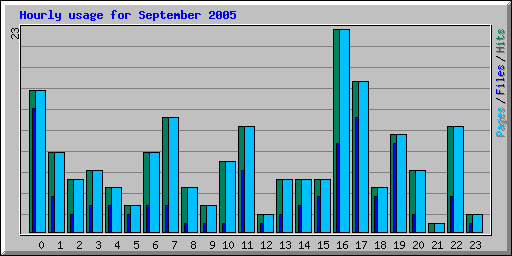 Hourly usage for September 2005
23
Pages/Files/Hits
0 1 2 3 4 5 6 7 8 9 10 11 12 13 14 15 16 17 18 19 20 21 22 23